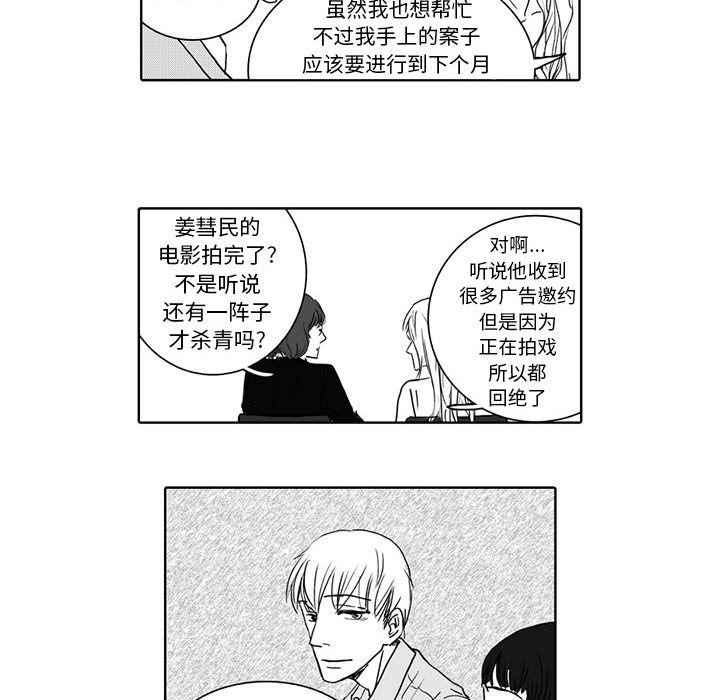 虽然我也想帮忙
不过我手上的案子
应该要进行到下个月
姜彗民的
电影拍完了?
不是听说
还有一阵子
才杀青吗?
对啊...
听说他收到
很多广告邀约
但是因为
正在拍戏
所以都
回绝了